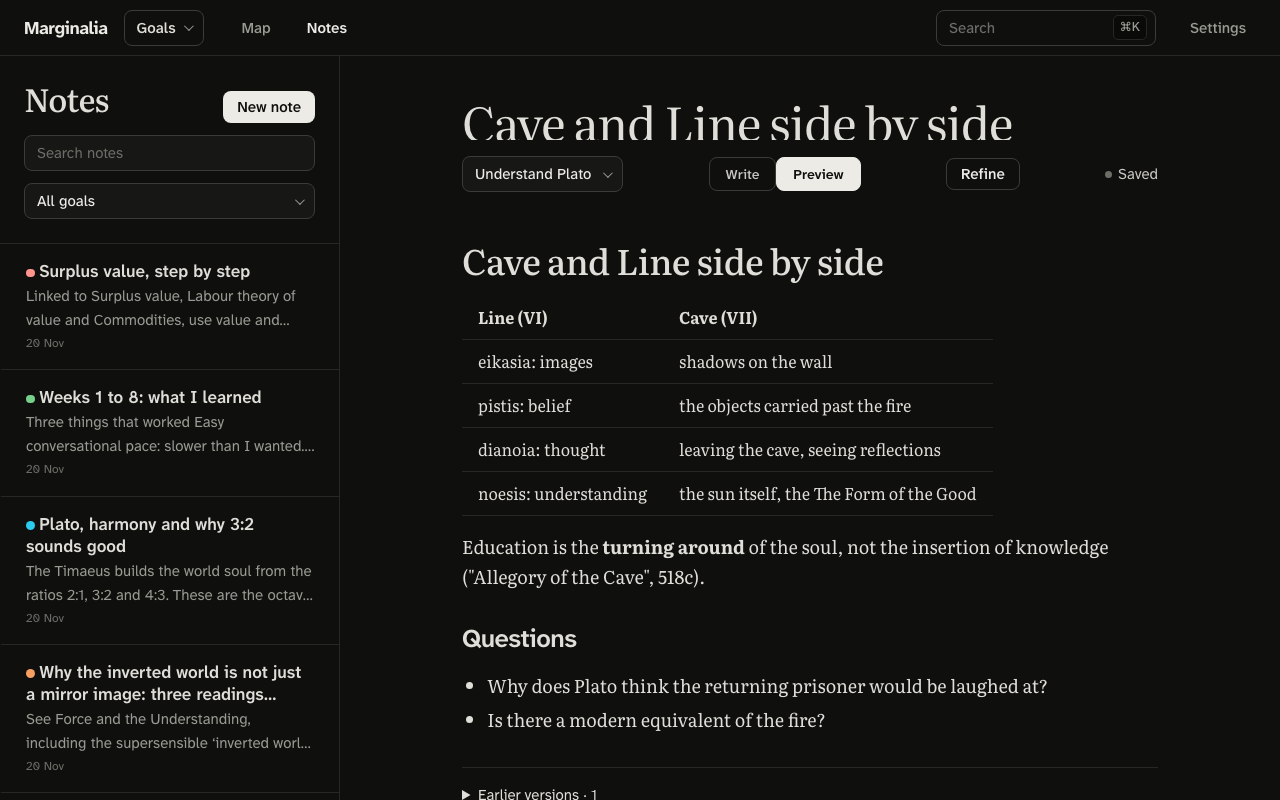 Marginalia
Goals
Map
Notes
Search
⌘K
Settings
Notes
New note
Search notes
All goals
Surplus value, step by step
Linked to Surplus value, Labour theory of
value and Commodities, use value and...
20 Nov
Weeks 1 to 8: what I learned
Three things that worked Easy
conversational pace: slower than I wanted....
20 Nov
Plato, harmony and why 3:2
sounds good
The Timaeus builds the world soul from the
ratios 2:1, 3:2 and 4:3. These are the octav...
20 Nov
Why the inverted world is not just
a mirror image: three readings...
See Force and the Understanding,
including the supersensible ‘inverted worl...
20 Nov
Cave and Line side by side
Understand Plato
Write
Preview
Refine
Saved
Cave and Line side by side
Line (VI) Cave (VII)
eikasia: images shadows on the wall
pistis: belief the objects carried past the fire
dianoia: thought leaving the cave, seeing reflections
noesis: understanding the sun itself, the The Form of the Good
Education is the turning around of the soul, not the insertion of knowledge
("Allegory of the Cave", 518c).
Questions
• Why does Plato think the returning prisoner would be laughed at?
• Is there a modern equivalent of the fire?
Earlier versions · 1